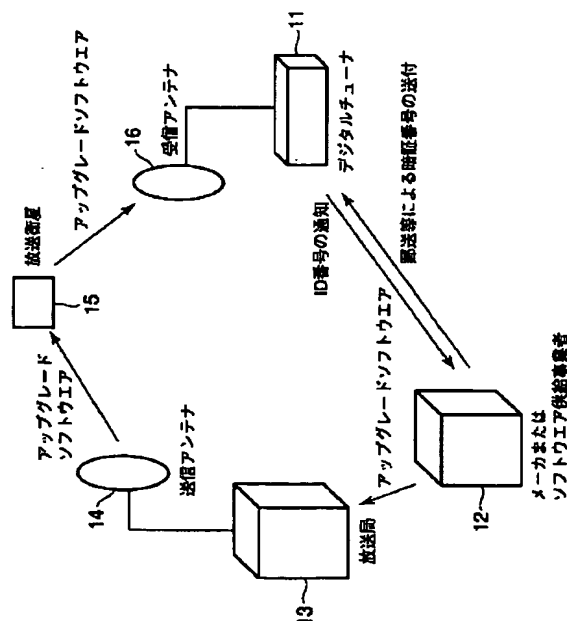 放送衛星
15
アップグレード
ソフトウエア
アップグレードソフトウエア
14
送信アンテナ
16
受信アンテナ
13
放送局
11
デジタルチューナ
アップグレードソフトウエア
ID番号の通知
郵送等による暗証番号の送付
12
メーカまたは
ソフトウエア供給事業者